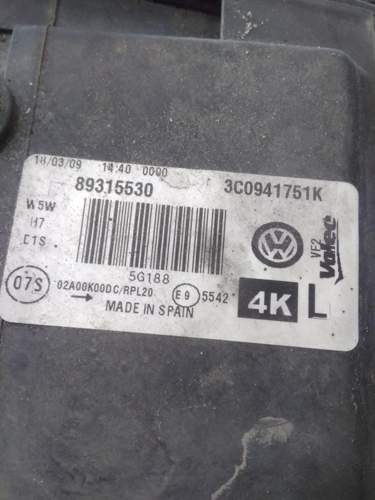 18/03/09 14:40 0000
89315530 3C0941751K
W5W
H7
D1S
VF2
Valeo
5G188
07S 02A00K00DC/RPL20 E9 5542 4K L
MADE IN SPAIN